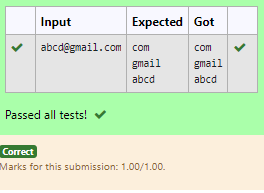 Input Expected Got
abcd@gmail.com com com
gmail gmail
abcd abcd
Passed all tests!
Correct
Marks for this submission: 1.00/1.00.